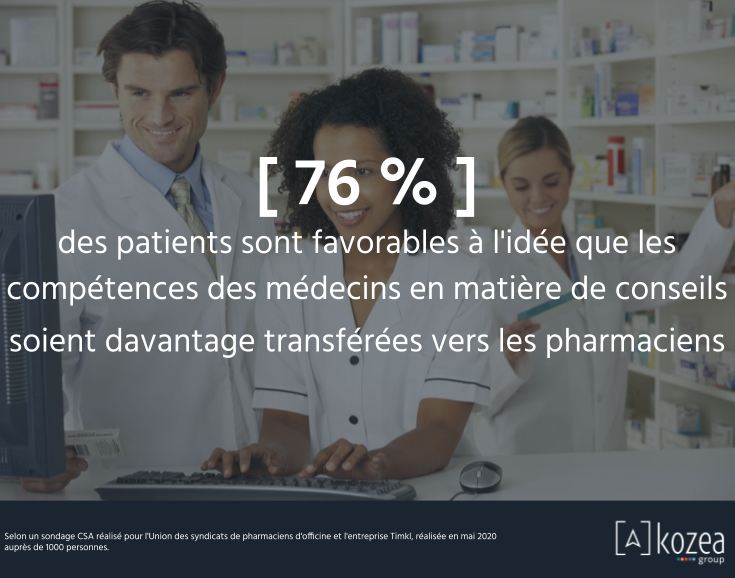 [ 76 % ]
des patients sont favorables à l'idée que les
compétences des médecins en matière de conseils
soient davantage transférées vers les pharmaciens
Selon un sondage CSA réalisé pour l'Union des syndicats de pharmaciens d'officine et l'entreprise Timkl, réalisée en mai 2020
auprès de 1000 personnes.
[A] kozea
group